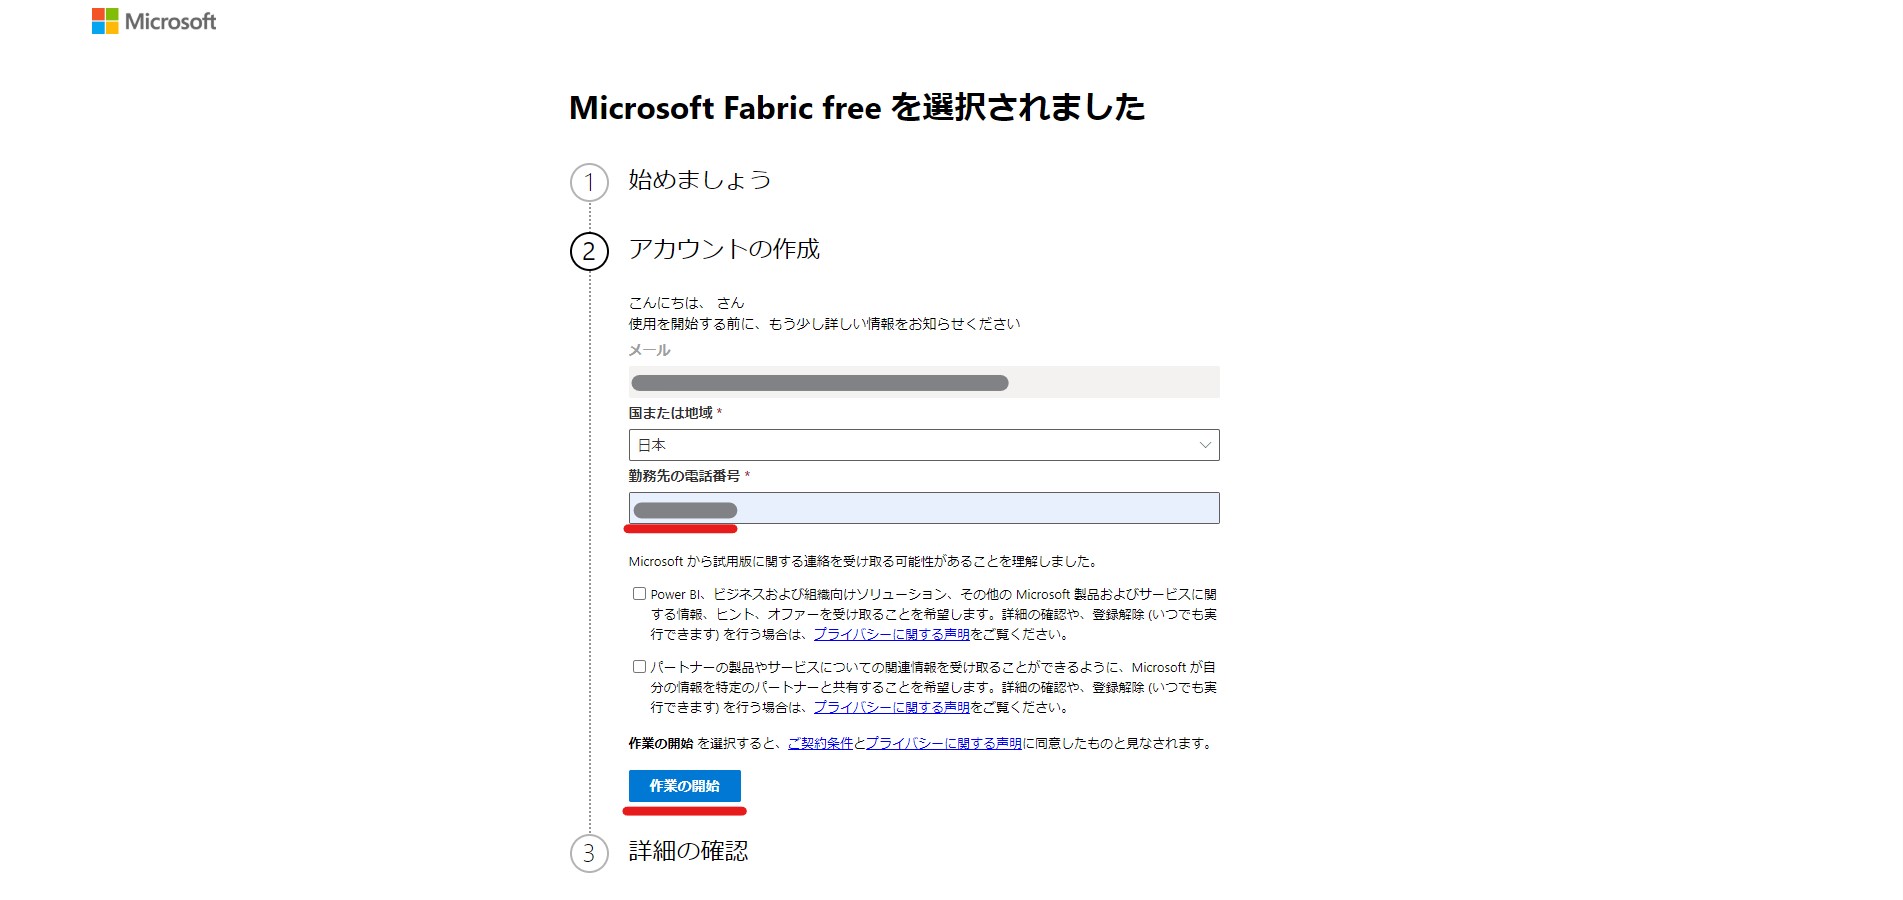 Microsoft
Microsoft Fabric free を選択されました
1 始めましょう
2 アカウントの作成
こんにちは、 さん
使用を開始する前に、もう少し詳しい情報をお知らせください
メール
国または地域 *
日本
勤務先の電話番号 *
Microsoft から試用版に関する連絡を受け取る可能性があることを理解しました。
Power BI、ビジネスおよび組織向けソリューション、その他の Microsoft 製品およびサービスに関
する情報、ヒント、オファーを受け取ることを希望します。詳細の確認や、登録解除 (いつでも実
行できます) を行う場合は、プライバシーに関する声明をご覧ください。
パートナーの製品やサービスについての関連情報を受け取ることができるように、Microsoft が自
分の情報を特定のパートナーと共有することを希望します。詳細の確認や、登録解除 (いつでも実
行できます) を行う場合は、プライバシーに関する声明をご覧ください。
作業の開始 を選択すると、ご契約条件とプライバシーに関する声明に同意したものと見なされます。
作業の開始
3 詳細の確認